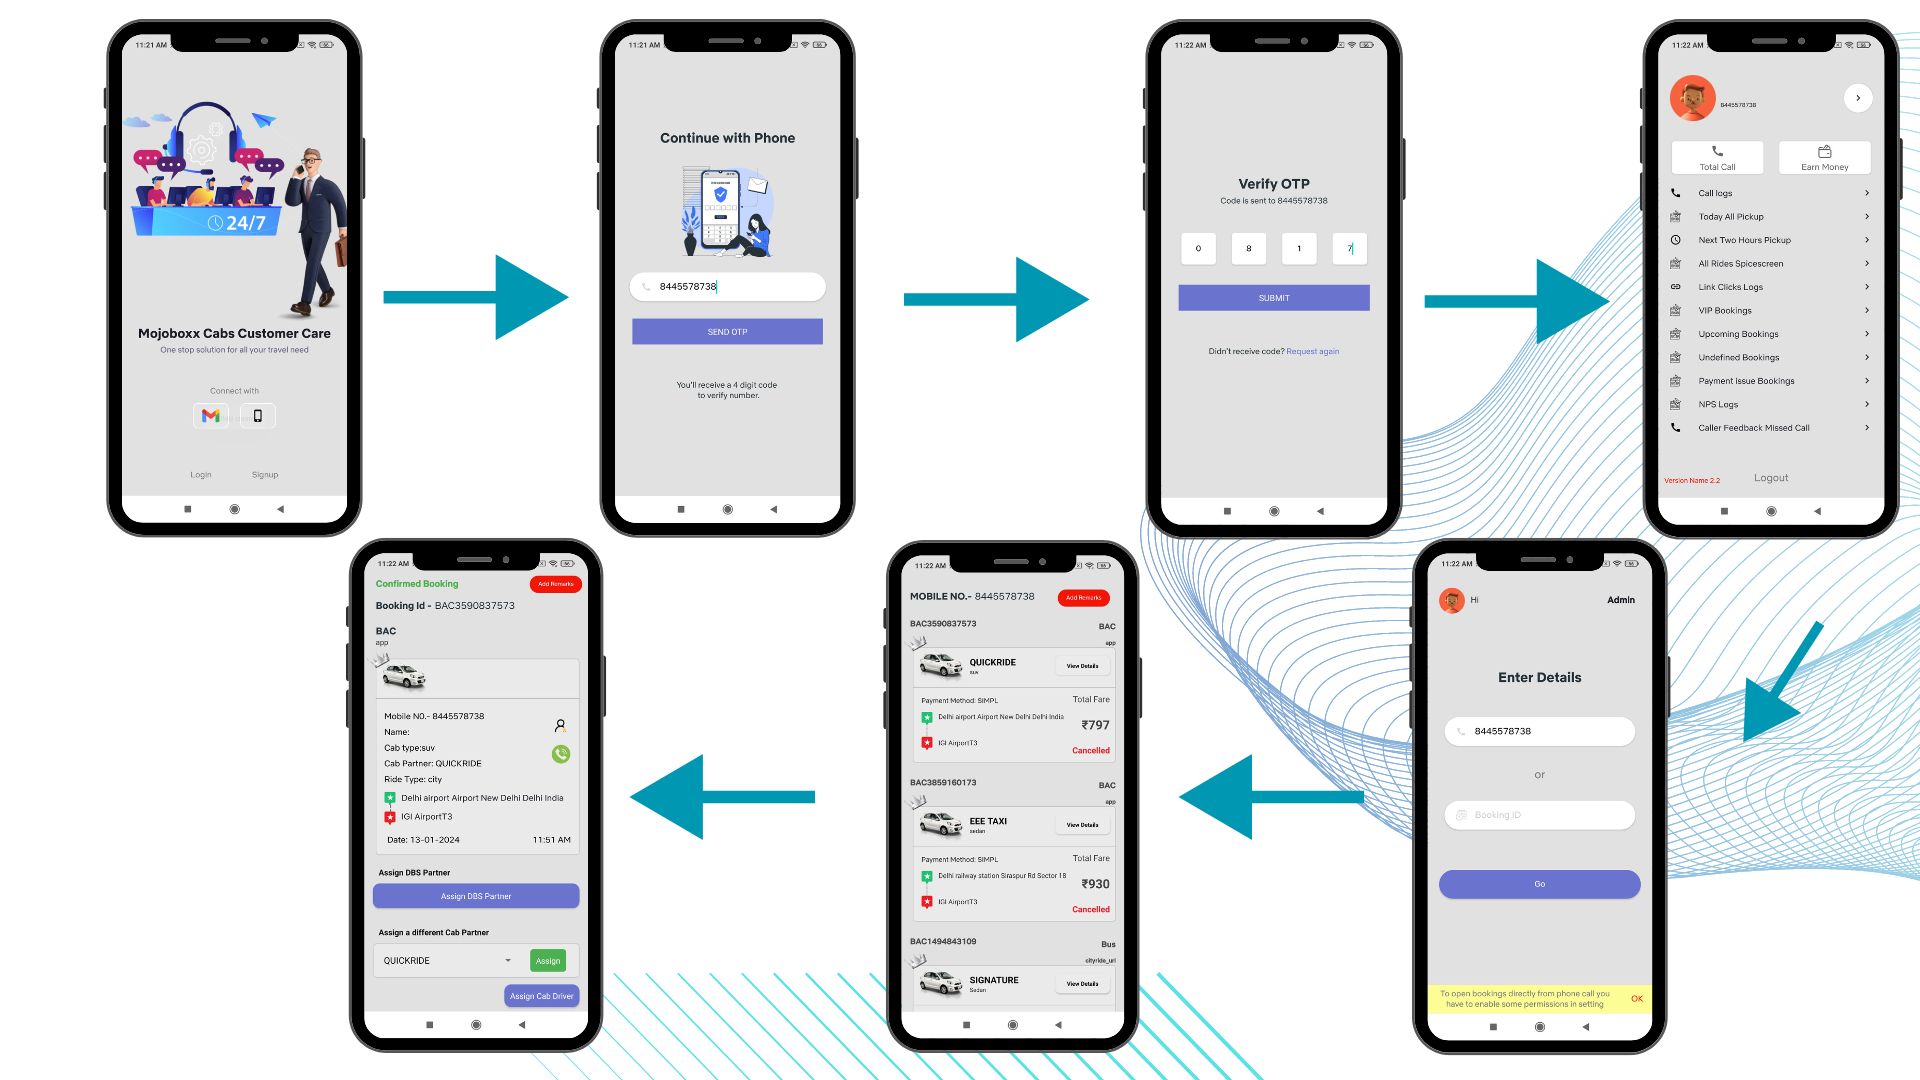 11:21 AM
24/7
Mojoboxx Cabs Customer Care
One stop solution for all your travel need
Connect with
Login Signup
11:21 AM
Continue with Phone
8445578738
SEND OTP
You'll receive a 4 digit code
to verify number.
11:22 AM
Verify OTP
Code is sent to 8445578738
0 8 1 7
SUBMIT
Didn't receive code? Request again
11:22 AM
8445578738
Total Call Earn Money
Call logs
Today All Pickup
Next Two Hours Pickup
All Rides Spicescreen
Link Clicks Logs
VIP Bookings
Upcoming Bookings
Undefined Bookings
Payment issue Bookings
NPS Logs
Caller Feedback Missed Call
Version Name 2.2 Logout
11:22 AM
Hi Admin
Enter Details
8445578738
or
Booking ID
Go
To open bookings directly from phone call you
have to enable some permissions in setting
OK
11:22 AM
MOBILE NO.- 8445578738 Add Remarks
BAC3590837573 BAC
app
QUICKRIDE
suv
View Details
Payment Method: SIMPL Total Fare
Delhi airport Airport New Delhi Delhi India
₹797
IGI AirportT3
Cancelled
BAC3859160173 BAC
app
EEE TAXI
sedan
View Details
Payment Method: SIMPL Total Fare
Delhi railway station Siraspur Rd Sector 18
₹930
IGI AirportT3
Cancelled
BAC1494843109 Bus
cityride_url
SIGNATURE
Sedan
View Details
11:22 AM
Confirmed Booking Add Remarks
Booking Id - BAC3590837573
BAC
app
Mobile NO.- 8445578738
Name:
Cab type:suv
Cab Partner: QUICKRIDE
Ride Type: city
Delhi airport Airport New Delhi Delhi India
IGI AirportT3
Date: 13-01-2024 11:51 AM
Assign DBS Partner
Assign DBS Partner
Assign a different Cab Partner
QUICKRIDE Assign
Assign Cab Driver